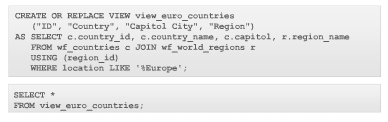 CREATE OR REPLACE VIEW view_euro_countries
("ID", "Country", "Capitol City", "Region")
AS SELECT c.country_id, c.country_name, c.capitol, r.region_name
FROM wf_countries c JOIN wf_world_regions r
USING (region_id)
WHERE location LIKE '%Europe';
SELECT *
FROM view_euro_countries;